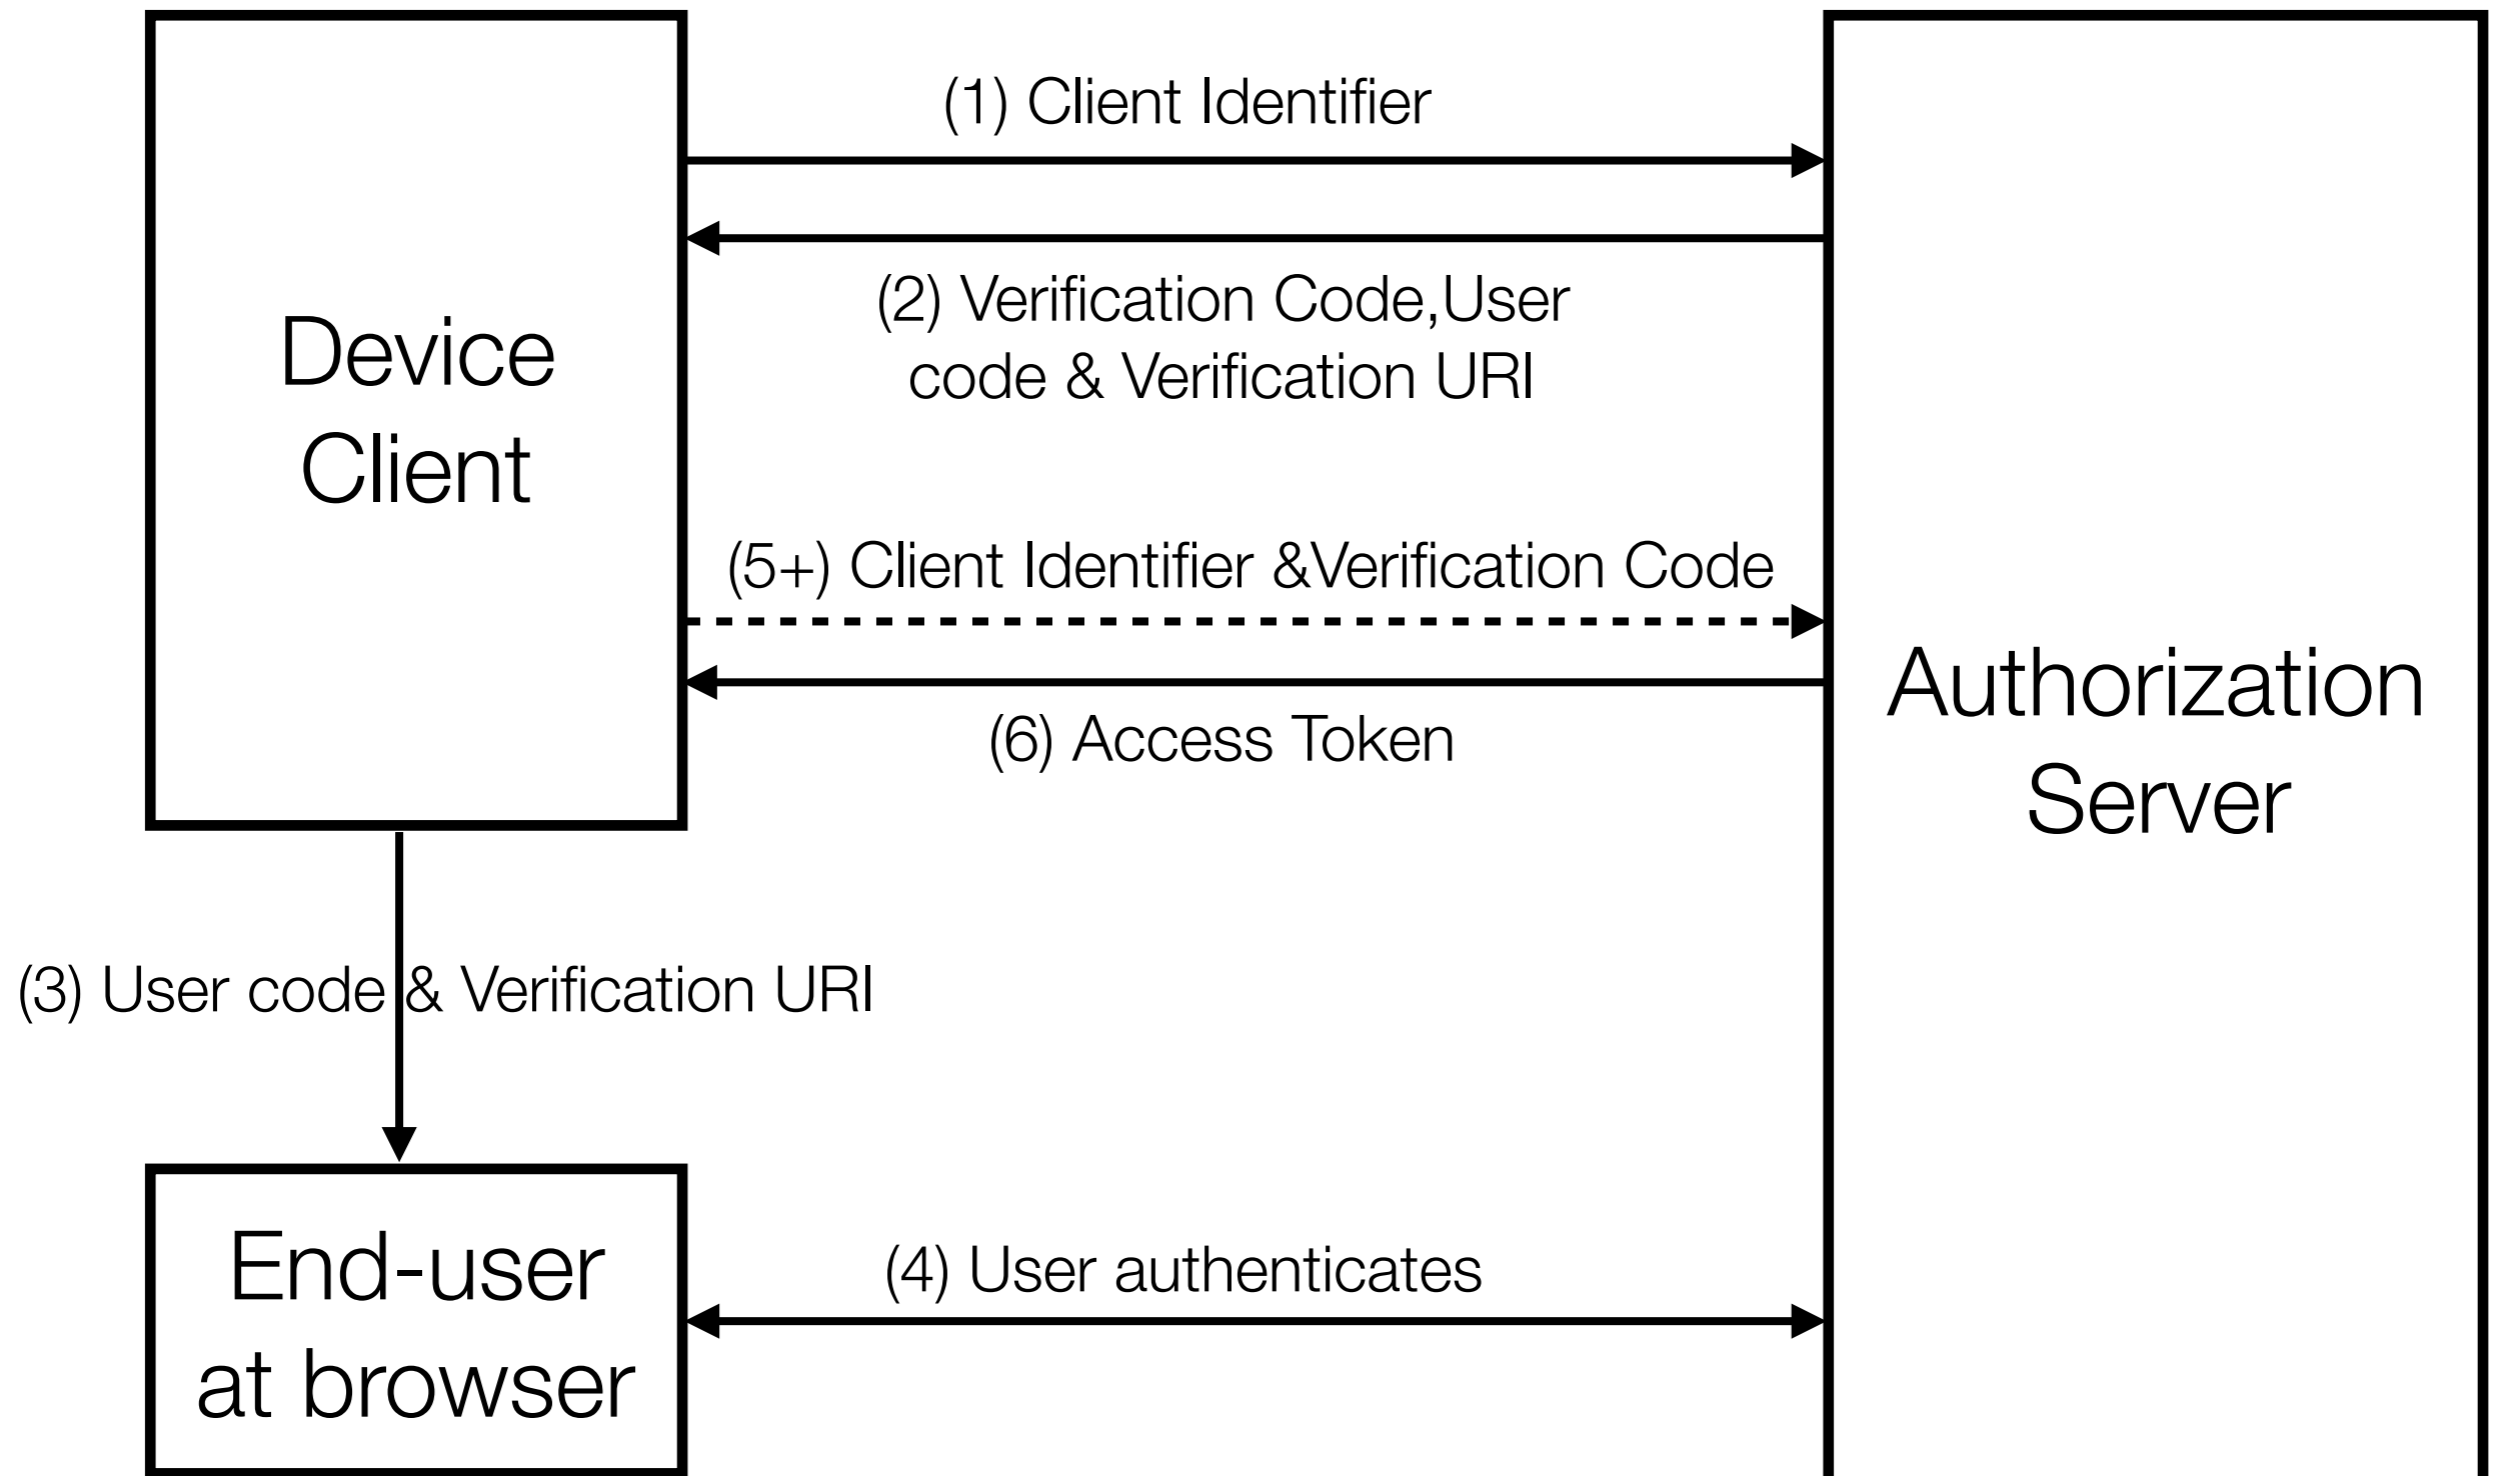 (1) Client Identifier
(2) Verification Code,User
code & Verification URI
Device
Client
(5+) Client Identifier &Verification Code
(6) Access Token
Authorization
Server
(3) User code & Verification URI
End-user
at browser
(4) User authenticates